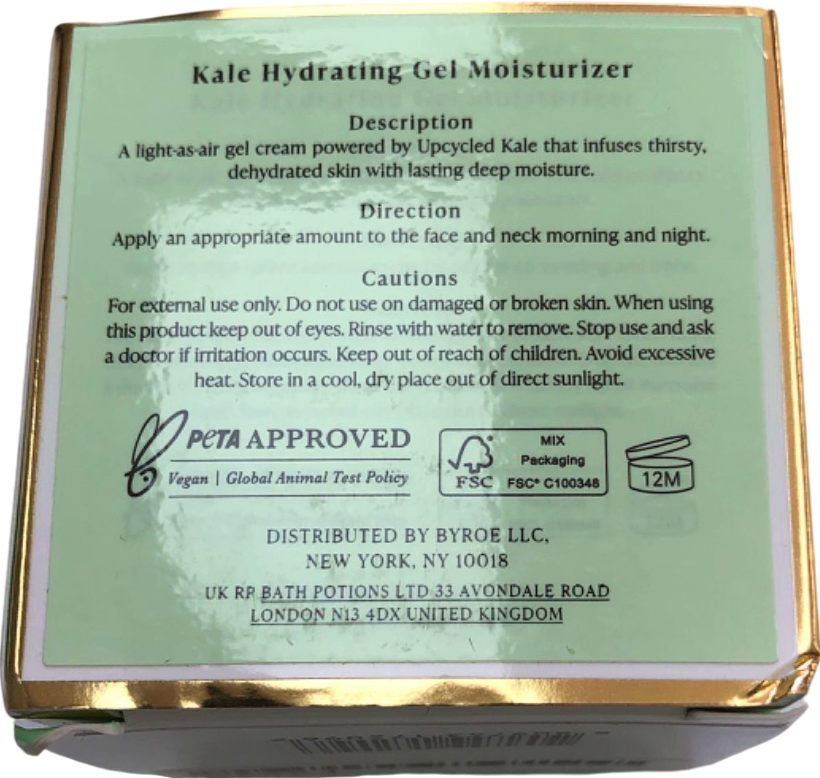 Kale Hydrating Gel Moisturizer
Description
A light-as-air gel cream powered by Upcycled Kale that infuses thirsty,
dehydrated skin with lasting deep moisture.
Direction
Apply an appropriate amount to the face and neck morning and night.
Cautions
For external use only. Do not use on damaged or broken skin. When using
this product keep out of eyes. Rinse with water to remove. Stop use and ask
a doctor if irritation occurs. Keep out of reach of children. Avoid excessive
heat. Store in a cool, dry place out of direct sunlight.
PETA APPROVED
Vegan | Global Animal Test Policy
FSC
MIX
Packaging
FSC® C100348
12M
DISTRIBUTED BY BYROE LLC,
NEW YORK, NY 10018
UK RP BATH POTIONS LTD 33 AVONDALE ROAD
LONDON N13 4DX UNITED KINGDOM